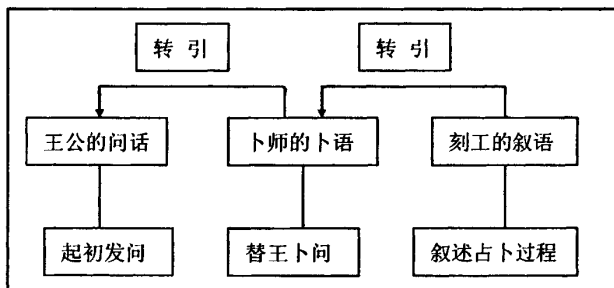 转 引 转 引
王公的问话 卜师的卜语 刻工的叙语
起初发问 替王卜问 叙述占卜过程